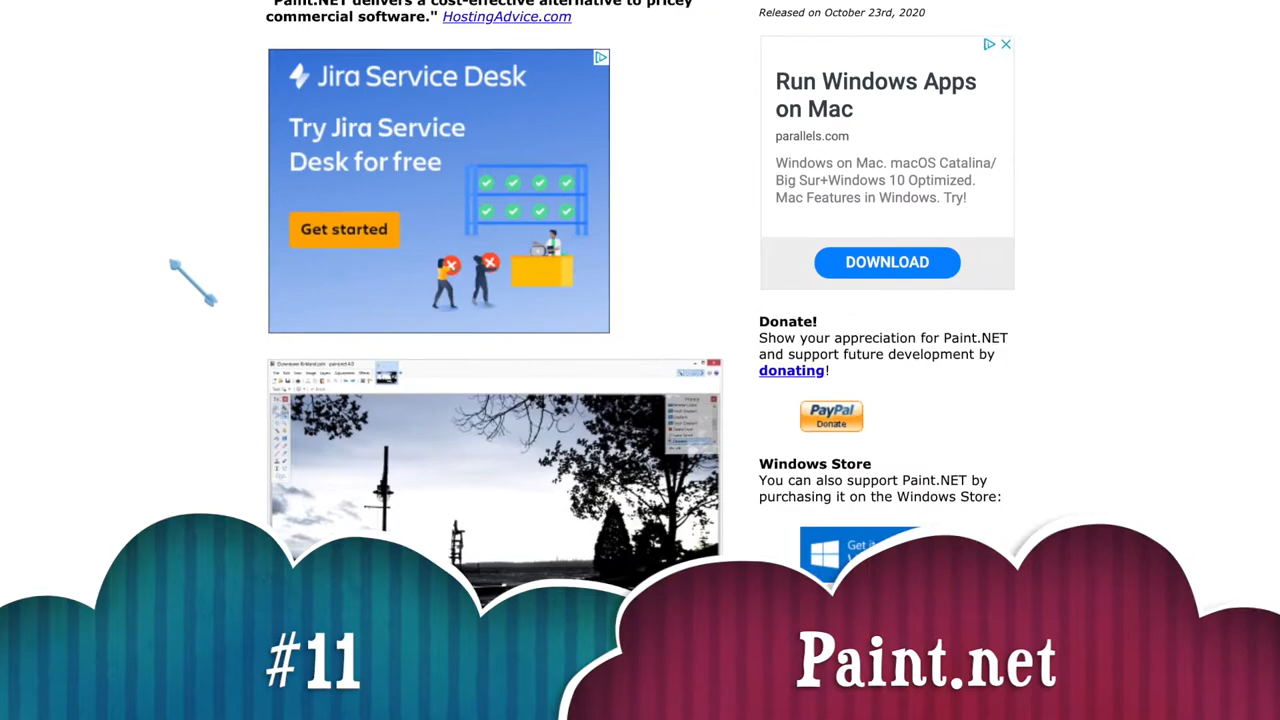 "Paint.NET delivers a cost-effective alternative to pricey
commercial software." HostingAdvice.com
Jira Service Desk
Try Jira Service
Desk for free
Get started
Released on October 23rd, 2020
Run Windows Apps
on Mac
parallels.com
Windows on Mac. macOS Catalina/
Big Sur+Windows 10 Optimized.
Mac Features in Windows. Try!
DOWNLOAD
Donate!
Show your appreciation for Paint.NET
and support future development by
donating!
PayPal
Donate
Windows Store
You can also support Paint.NET by
purchasing it on the Windows Store:
Get it
#11
Paint.net